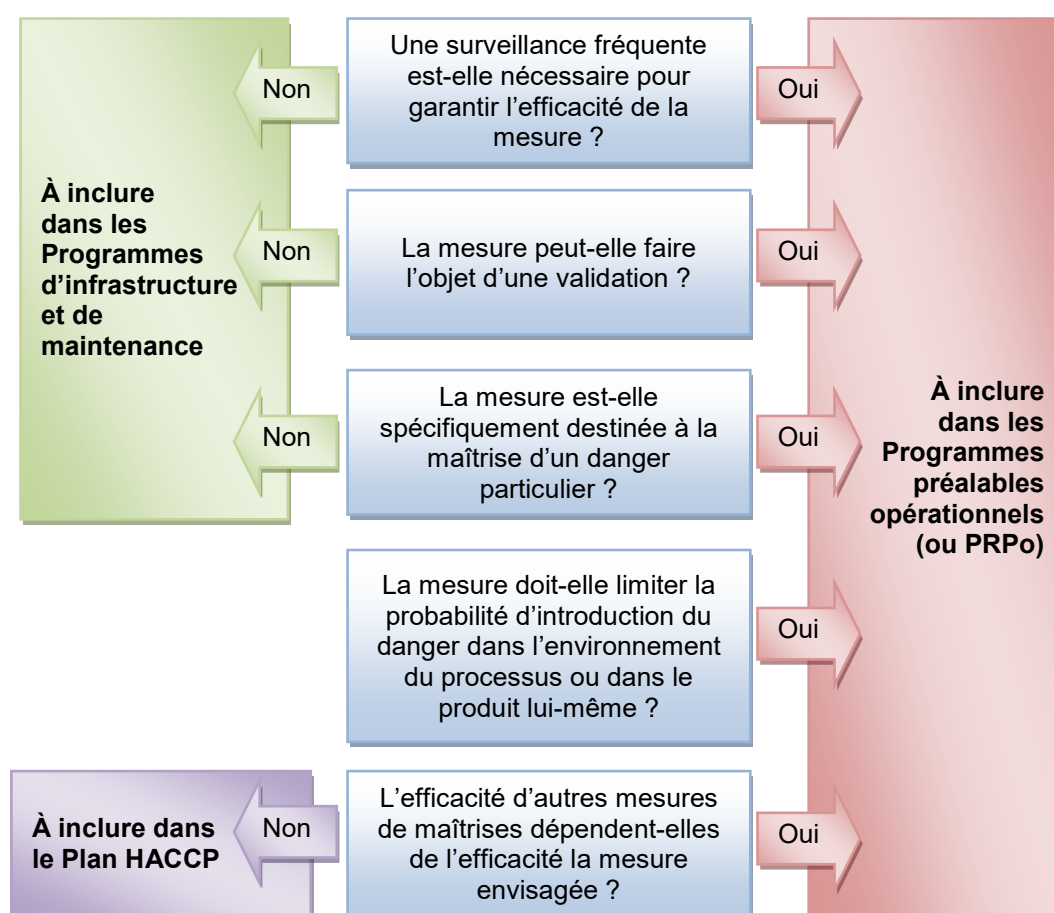 Une surveillance fréquente
est-elle nécessaire pour
garantir l'efficacité de la
mesure ?
Non
Oui
À inclure
dans les
Programmes
d'infrastructure
et de
maintenance
La mesure peut-elle faire
l'objet d'une validation ?
Non
Oui
La mesure est-elle
spécifiquement destinée à la
maîtrise d'un danger
particulier ?
Non
Oui
À inclure
dans les
Programmes
préalables
opérationnels
(ou PRPo)
La mesure doit-elle limiter la
probabilité d'introduction du
danger dans l'environnement
du processus ou dans le
produit lui-même ?
Oui
À inclure dans
le Plan HACCP
Non
L'efficacité d'autres mesures
de maîtrises dépendent-elles
de l'efficacité la mesure
envisagée ?
Oui